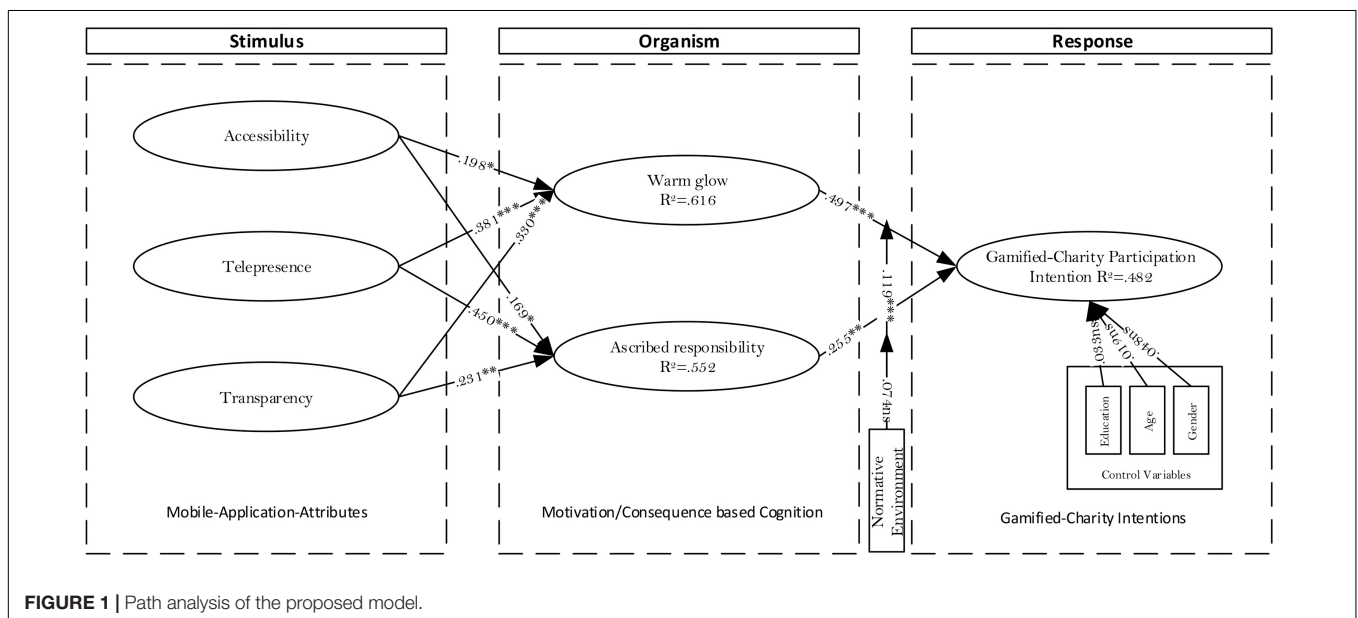 Stimulus
Organism
Response
Accessibility
Telepresence
Transparency
Mobile-Application-Attributes
.198*
.381***
.330***
.169*
.450***
.231**
Warm glow
R²=.616
Ascribed responsibility
R²=.552
Motivation/Consequence based Cognition
.497***
.255**
.119***
.074ns
Normative
Environment
Gamified-Charity Participation
Intention R²=.482
.033ns
.019ns
.048ns
Education
Age
Gender
Control Variables
Gamified-Charity Intentions
FIGURE 1 | Path analysis of the proposed model.